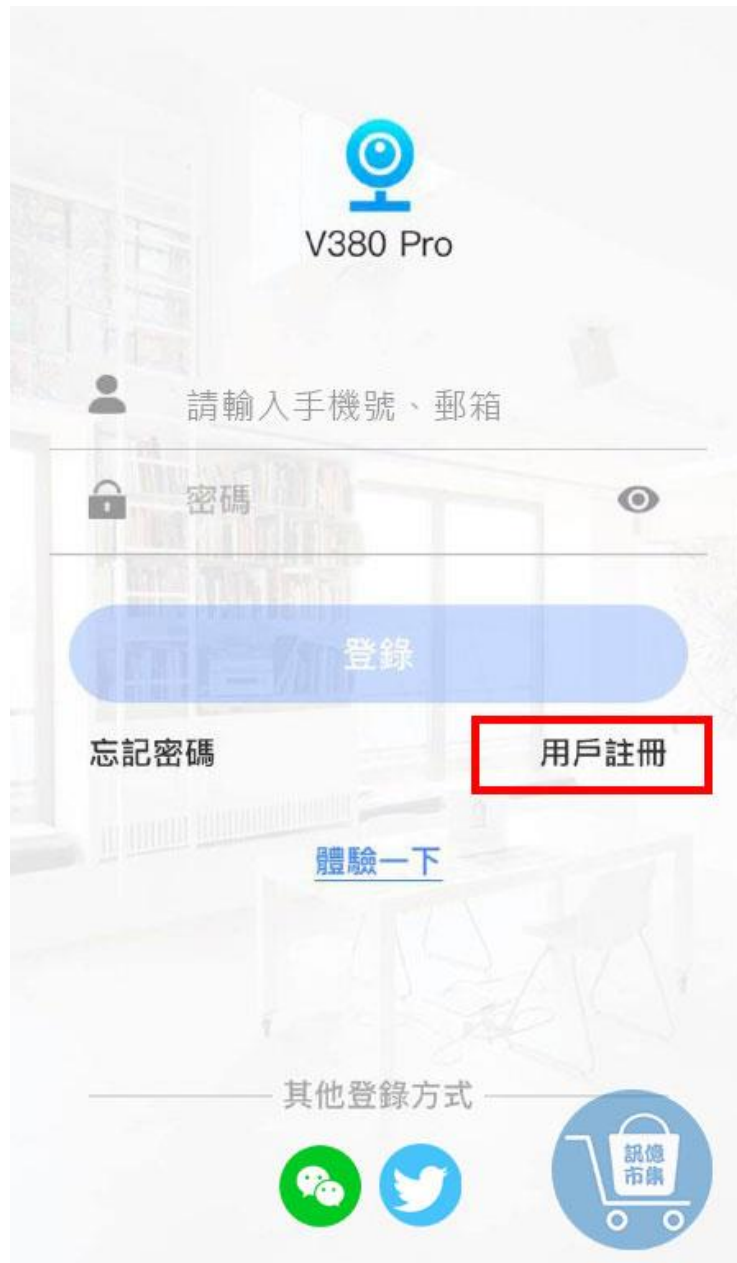 V380 Pro
請輸入手機號、郵箱
密碼
登錄
忘記密碼
用戶註冊
體驗一下
其他登錄方式
訊億
市集